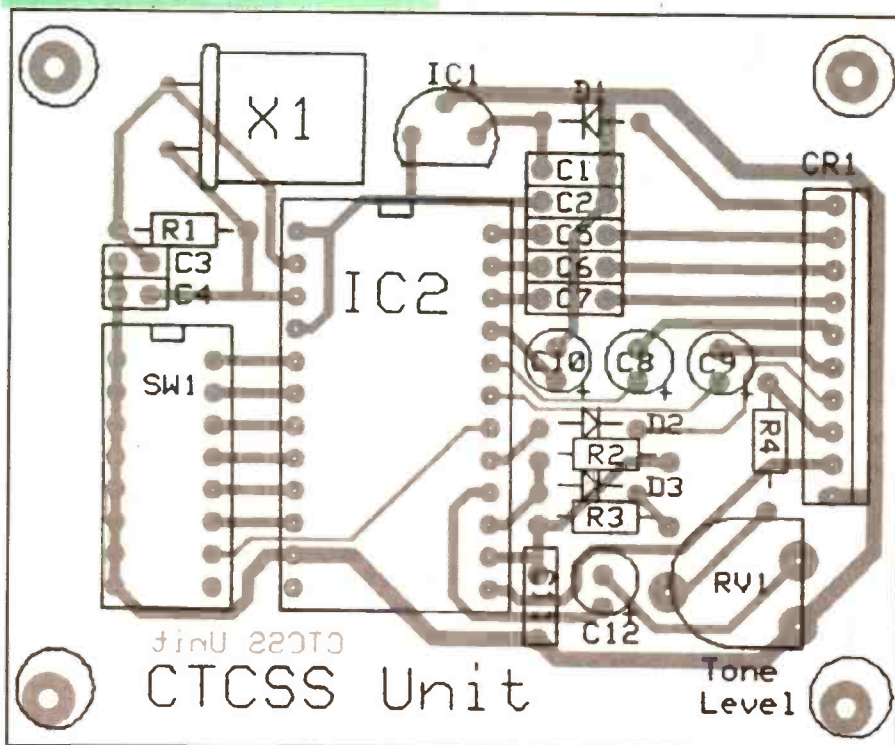 IC1
D1
X1
C1
CR1
C2
R1
C5
C3
C6
IC2
C4
C7
C10 C8 C9
SW1
+ + +
D2
R4
R2
D3
R3
C11
RV1
+
C12
CTCSS Unit
CTCSS Unit
Tone
Level